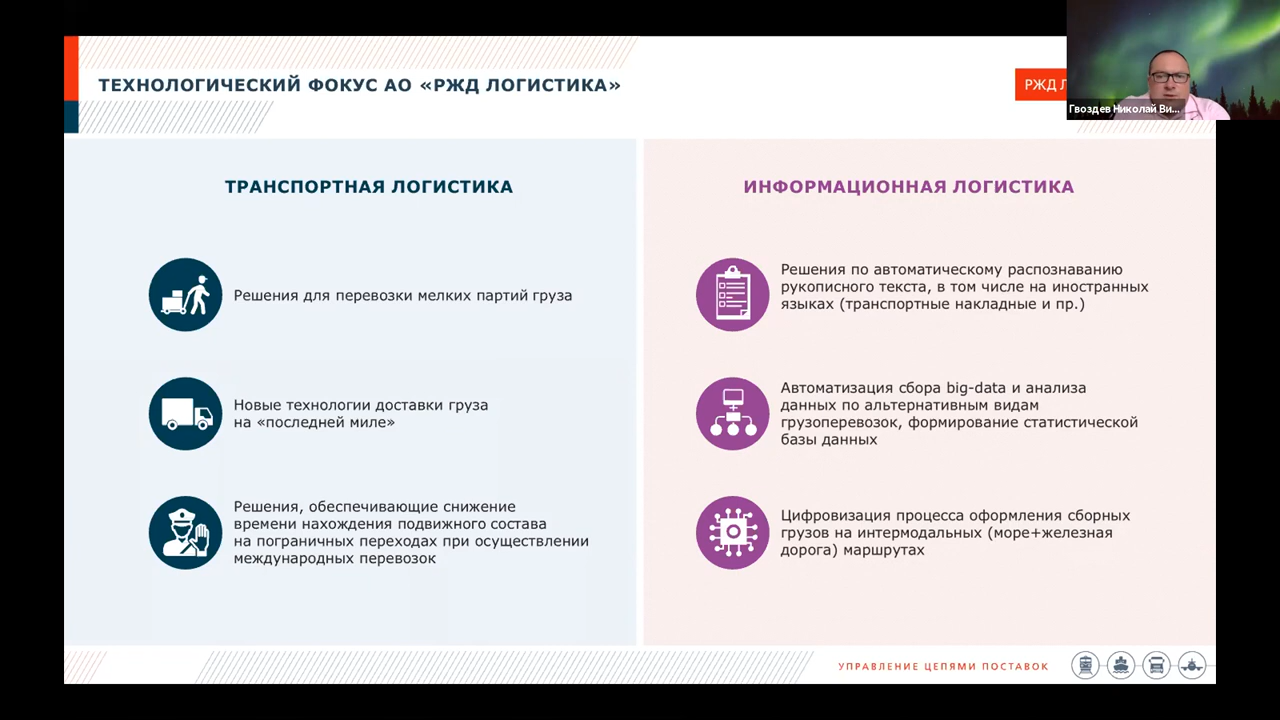 ТЕХНОЛОГИЧЕСКИЙ ФОКУС АО «РЖД ЛОГИСТИКА»
РЖД
Гвоздев Николай Ви...
ТРАНСПОРТНАЯ ЛОГИСТИКА
Решения для перевозки мелких партий груза
Новые технологии доставки груза
на «последней миле»
Решения, обеспечивающие снижение
времени нахождения подвижного состава
на пограничных переходах при осуществлении
международных перевозок
ИНФОРМАЦИОННАЯ ЛОГИСТИКА
Решения по автоматическому распознаванию
рукописного текста, в том числе на иностранных
языках (транспортные накладные и пр.)
Автоматизация сбора big-data и анализа
данных по альтернативным видам
грузоперевозок, формирование статистической
базы данных
Цифровизация процесса оформления сборных
грузов на интермодальных (море+железная
дорога) маршрутах
УПРАВЛЕНИЕ ЦЕПЯМИ ПОСТАВОК